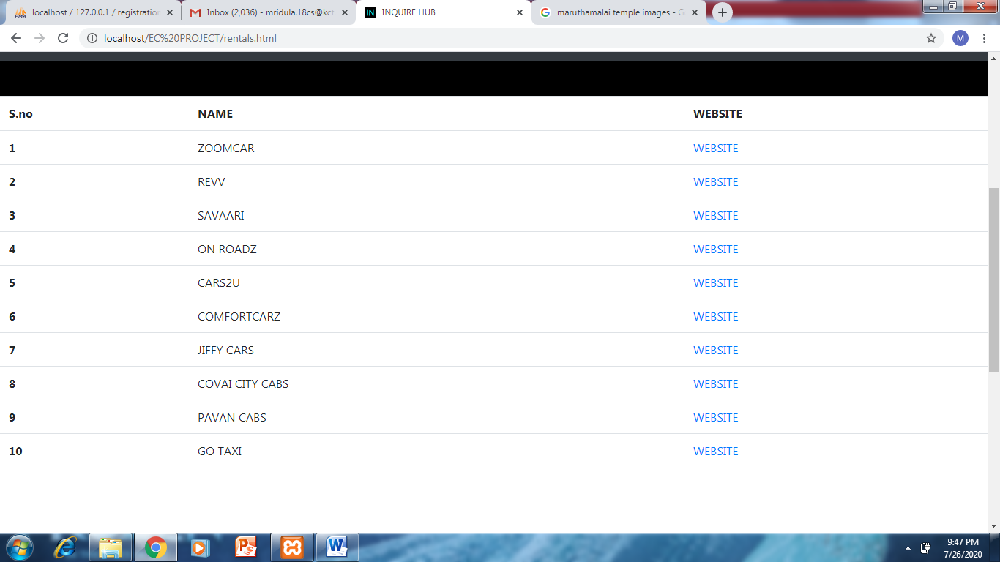 localhost / 127.0.0.1 / registration
Inbox (2,036) - mridula.18cs@kct
IN INQUIRE HUB
maruthamalai temple images - G
localhost/EC%20PROJECT/rentals.html
M
S.no NAME WEBSITE
1 ZOOMCAR WEBSITE
2 REVV WEBSITE
3 SAVAARI WEBSITE
4 ON ROADZ WEBSITE
5 CARS2U WEBSITE
6 COMFORTCARZ WEBSITE
7 JIFFY CARS WEBSITE
8 COVAI CITY CABS WEBSITE
9 PAVAN CABS WEBSITE
10 GO TAXI WEBSITE
9:47 PM
7/26/2020